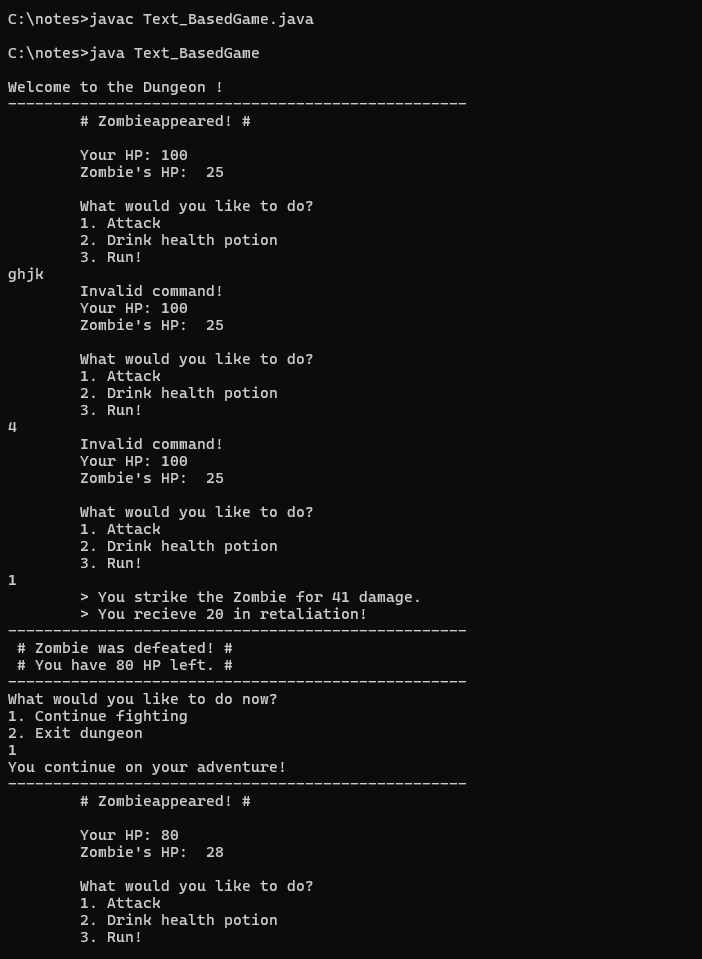 C:\notes>javac Text_BasedGame.java
C:\notes>java Text_BasedGame
Welcome to the Dungeon !
---------------------------------------------------
# Zombieappeared! #
Your HP: 100
Zombie's HP:  25
What would you like to do?
1. Attack
2. Drink health potion
3. Run!
ghjk
Invalid command!
Your HP: 100
Zombie's HP:  25
What would you like to do?
1. Attack
2. Drink health potion
3. Run!
4
Invalid command!
Your HP: 100
Zombie's HP:  25
What would you like to do?
1. Attack
2. Drink health potion
3. Run!
1
> You strike the Zombie for 41 damage.
> You recieve 20 in retaliation!
---------------------------------------------------
# Zombie was defeated! #
# You have 80 HP left. #
---------------------------------------------------
What would you like to do now?
1. Continue fighting
2. Exit dungeon
1
You continue on your adventure!
---------------------------------------------------
# Zombieappeared! #
Your HP: 80
Zombie's HP:  28
What would you like to do?
1. Attack
2. Drink health potion
3. Run!